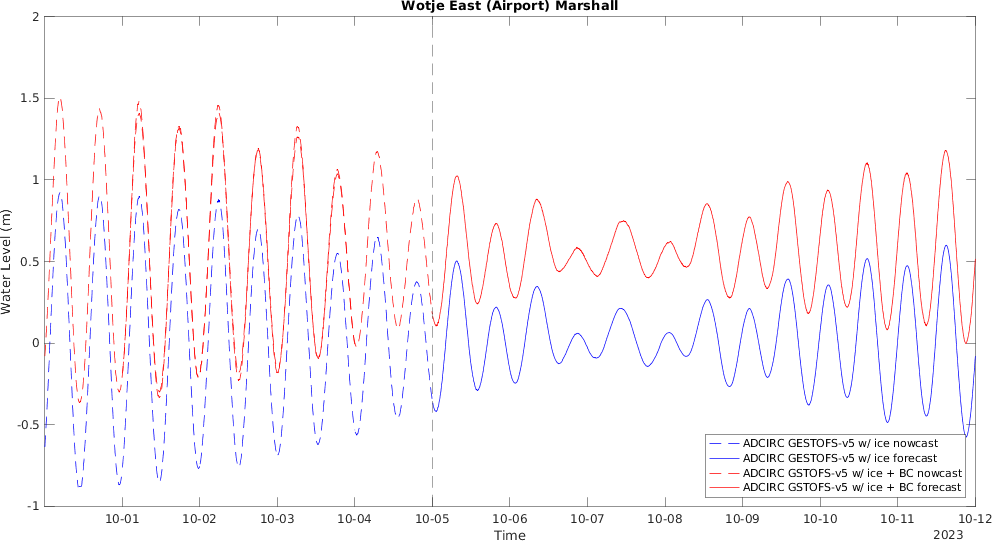 Wotje East (Airport) Marshall
2
1.5
1
0.5
0
-0.5
-1
Water Level (m)
ADCIRC GESTOFS-v5 w/ ice nowcast
ADCIRC GESTOFS-v5 w/ ice forecast
ADCIRC GSTOFS-v5 w/ ice + BC nowcast
ADCIRC GSTOFS-v5 w/ ice + BC forecast
10-01 10-02 10-03 10-04 10-05 10-06 10-07 10-08 10-09 10-10 10-11 10-12
Time
2023